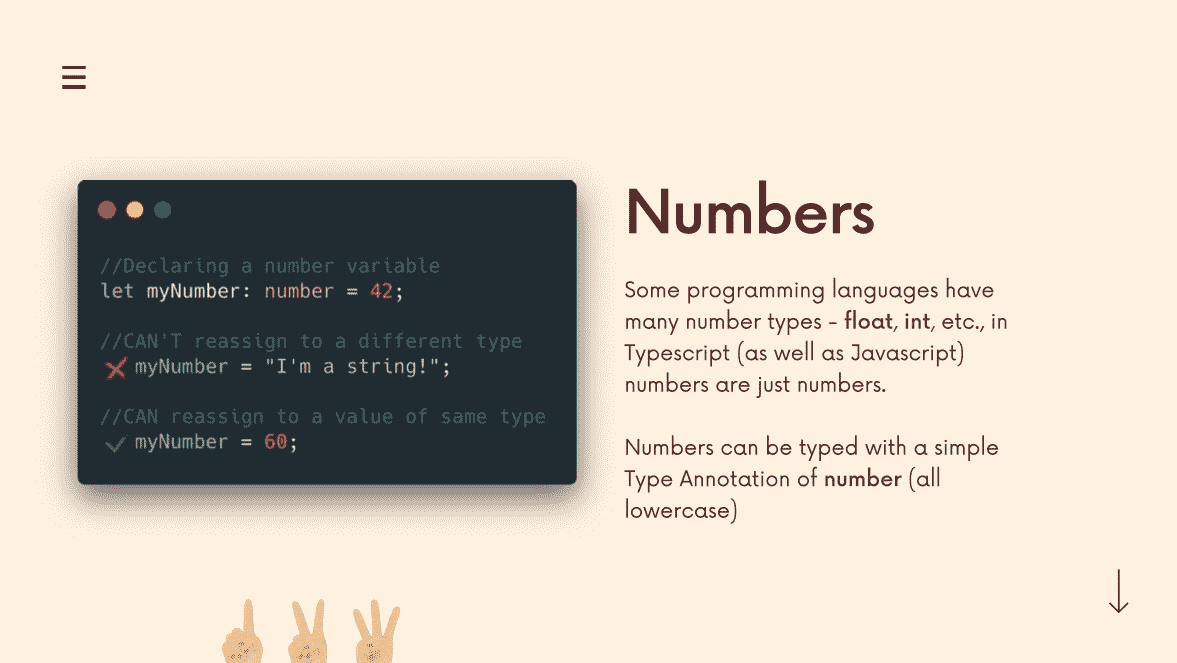 //Declaring a number variable
let myNumber: number = 42;
//CAN'T reassign to a different type
myNumber = "I'm a string!";
//CAN reassign to a value of same type
myNumber = 60;
Numbers
Some programming languages have
many number types - float, int, etc., in
Typescript (as well as Javascript)
numbers are just numbers.
Numbers can be typed with a simple
Type Annotation of number (all
lowercase)